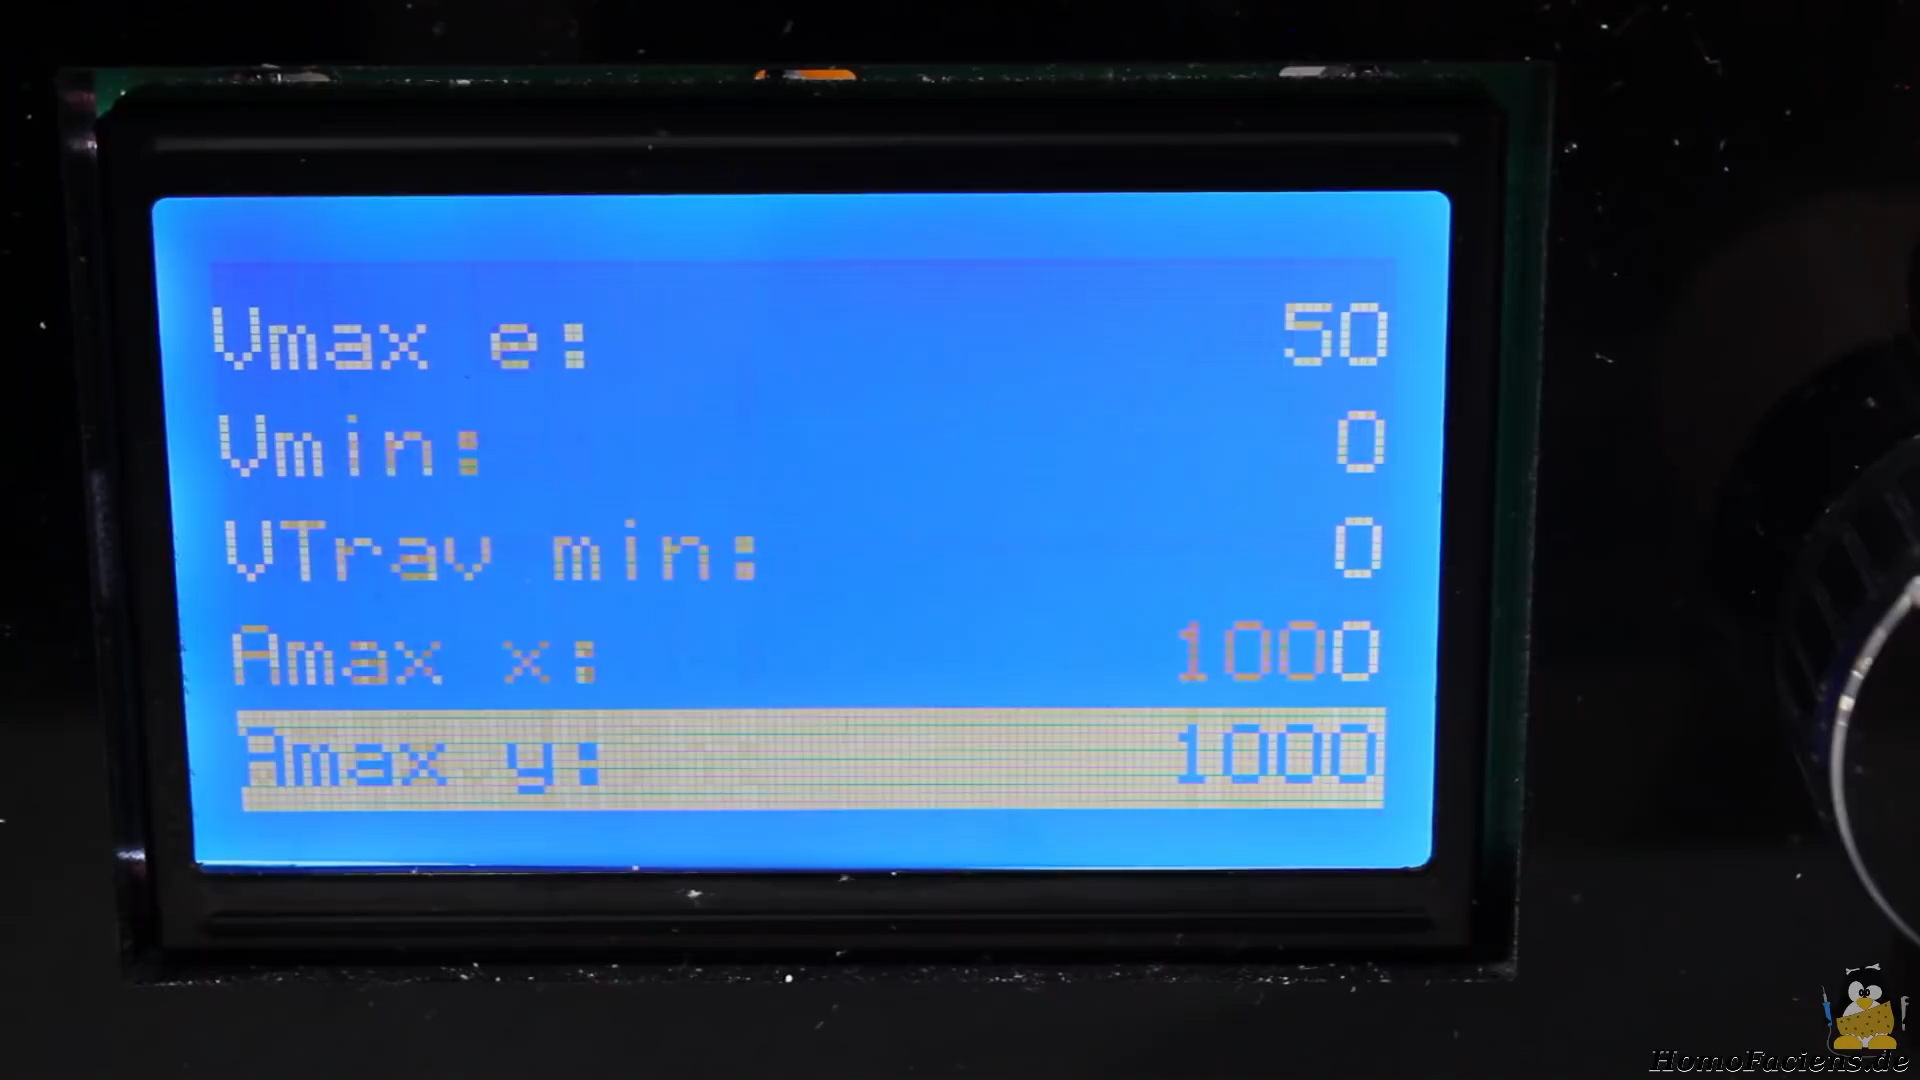 Vmax e: 50
Vmin: 0
VTrav min: 0
Amax x: 1000
Amax y: 1000
HomoFaciens.de